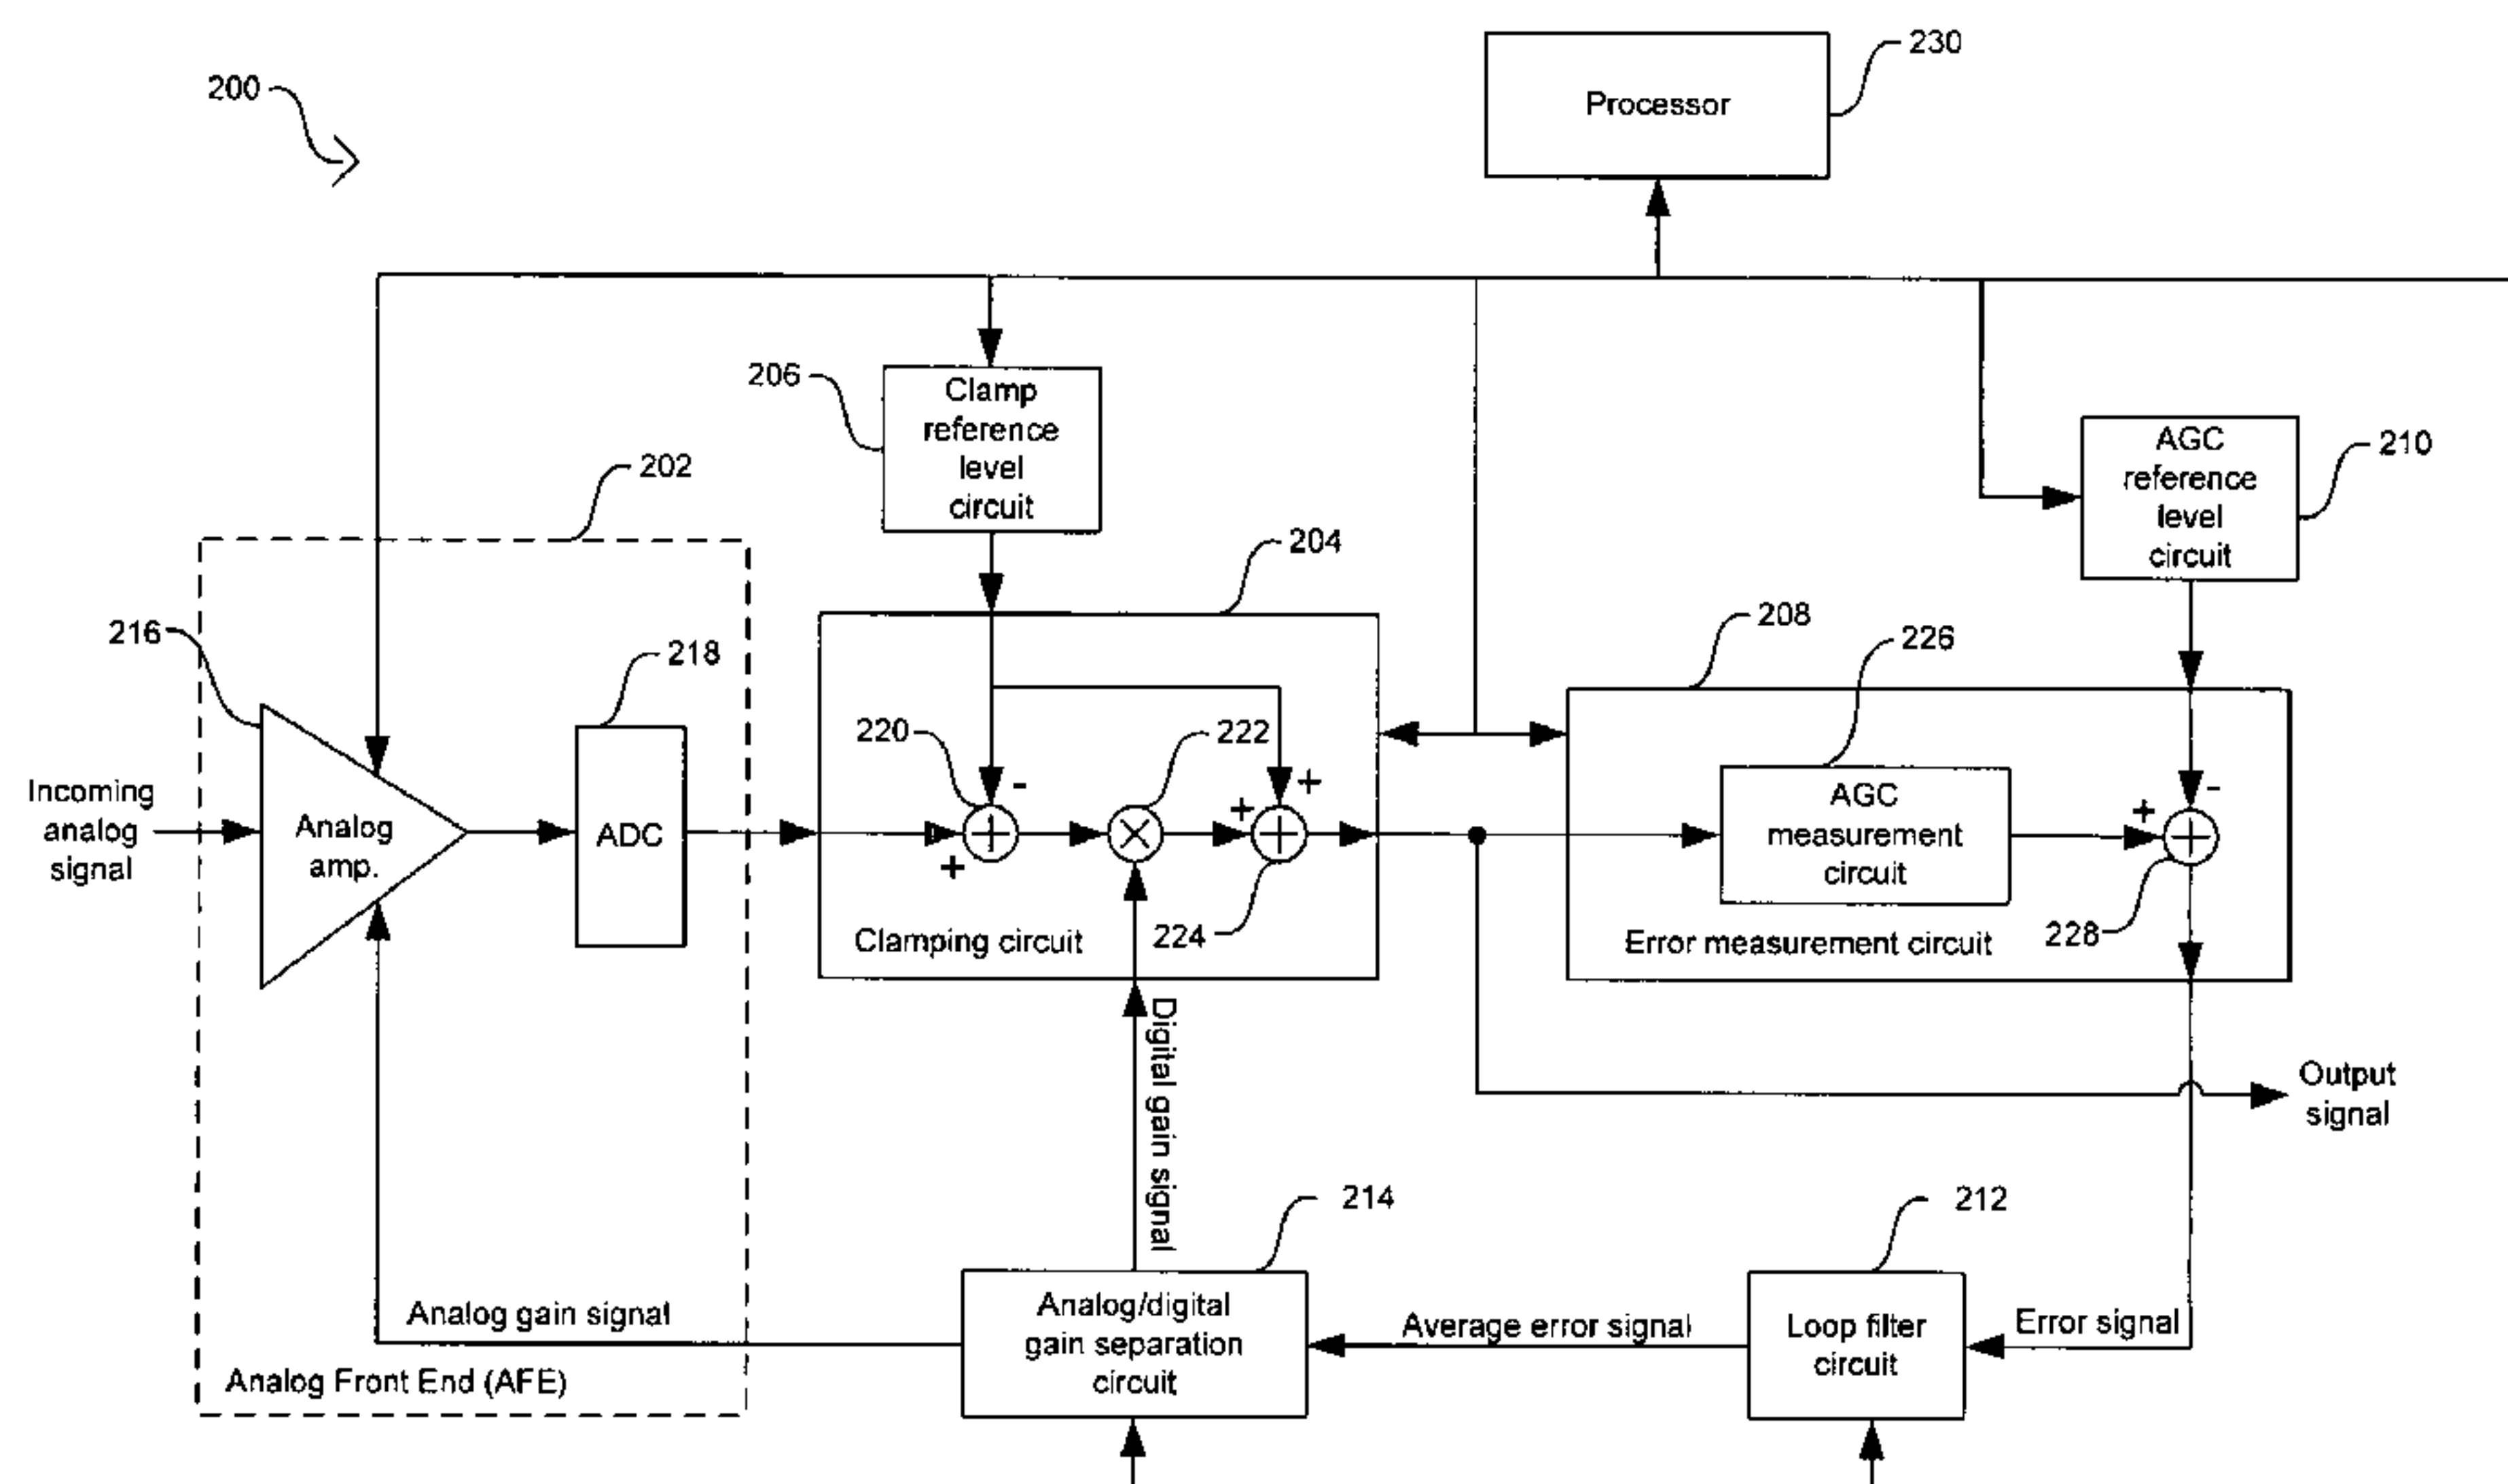 200
230
Processor
206
Clamp
reference
level
circuit
202
204
AGC
reference
level
circuit
210
216
218
208
226
220
222
-
+
+
-
Incoming
analog
signal
Analog
amp.
ADC
+
+
AGC
measurement
circuit
224
228
Clamping circuit
Error measurement circuit
Digital gain signal
Output
signal
214
212
Analog gain signal
Analog/digital
gain separation
circuit
Average error signal
Loop filter
circuit
Error signal
Analog Front End (AFE)